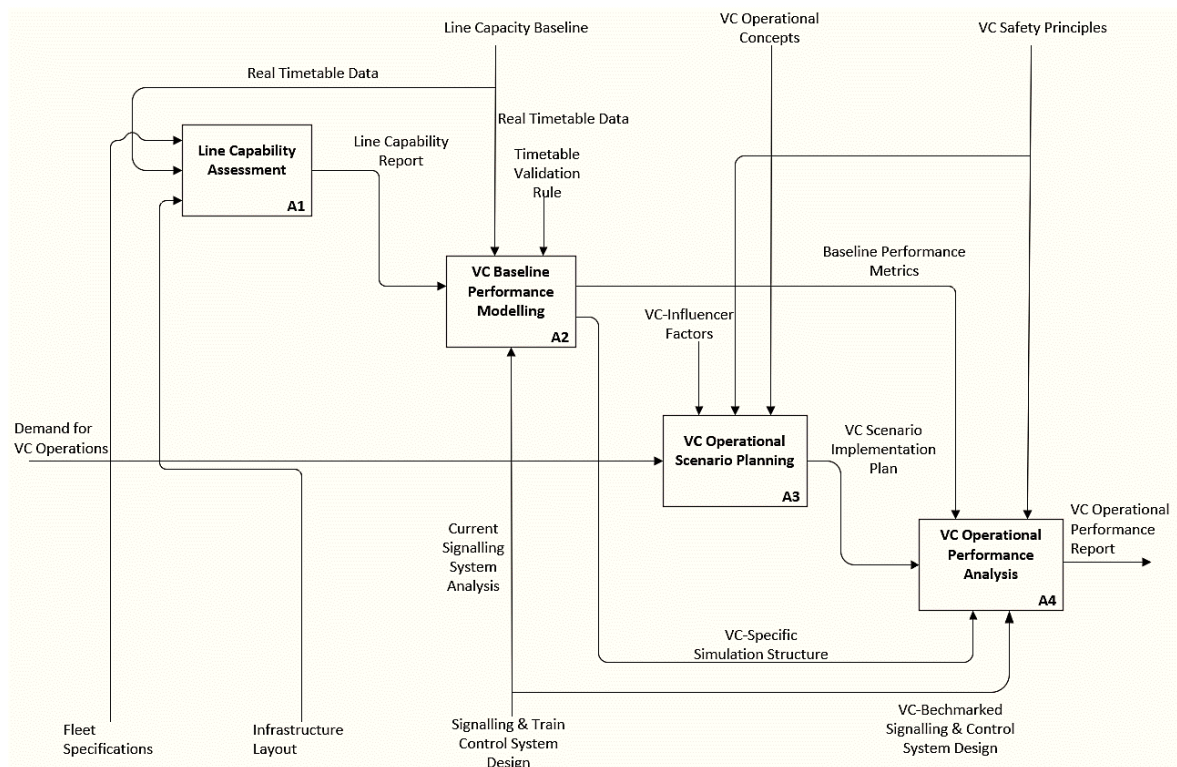 Line Capacity Baseline
VC Operational
Concepts
VC Safety Principles
Real Timetable Data
Real Timetable Data
Line Capability
Assessment
A1
Line Capability
Report
Timetable
Validation
Rule
VC Baseline
Performance
Modelling
A2
Baseline Performance
Metrics
VC-Influencer
Factors
Demand for
VC Operations
VC Operational
Scenario Planning
A3
VC Scenario
Implementation
Plan
Current
Signalling
System
Analysis
VC Operational
Performance
Analysis
A4
VC Operational
Performance
Report
VC-Specific
Simulation Structure
Fleet
Specifications
Infrastructure
Layout
Signalling & Train
Control System
Design
VC-Bechmarked
Signalling & Control
System Design